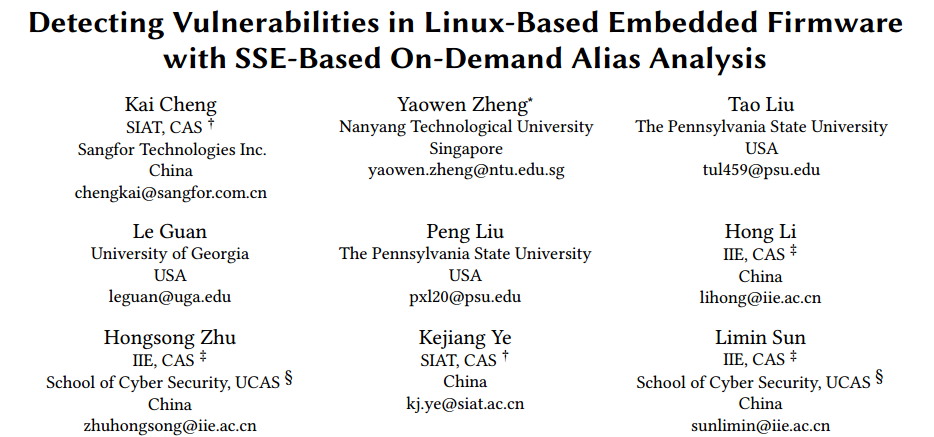 Detecting Vulnerabilities in Linux-Based Embedded Firmware
with SSE-Based On-Demand Alias Analysis
Kai Cheng
SIAT, CAS †
Sangfor Technologies Inc.
China
chengkai@sangfor.com.cn
Yaowen Zheng*
Nanyang Technological University
Singapore
yaowen.zheng@ntu.edu.sg
Tao Liu
The Pennsylvania State University
USA
tul459@psu.edu
Le Guan
University of Georgia
USA
leguan@uga.edu
Peng Liu
The Pennsylvania State University
USA
pxl20@psu.edu
Hong Li
IIE, CAS ‡
China
lihong@iie.ac.cn
Hongsong Zhu
IIE, CAS ‡
School of Cyber Security, UCAS §
China
zhuhongsong@iie.ac.cn
Kejiang Ye
SIAT, CAS †
China
kj.ye@siat.ac.cn
Limin Sun
IIE, CAS ‡
School of Cyber Security, UCAS §
China
sunlimin@iie.ac.cn